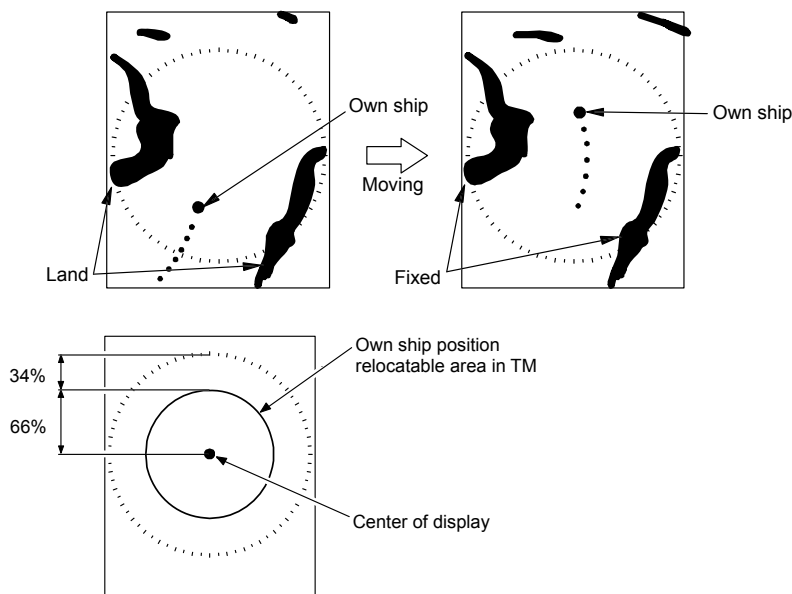 Own ship
Own ship
Moving
Land
Fixed
34%
66%
Own ship position
relocatable area in TM
Center of display